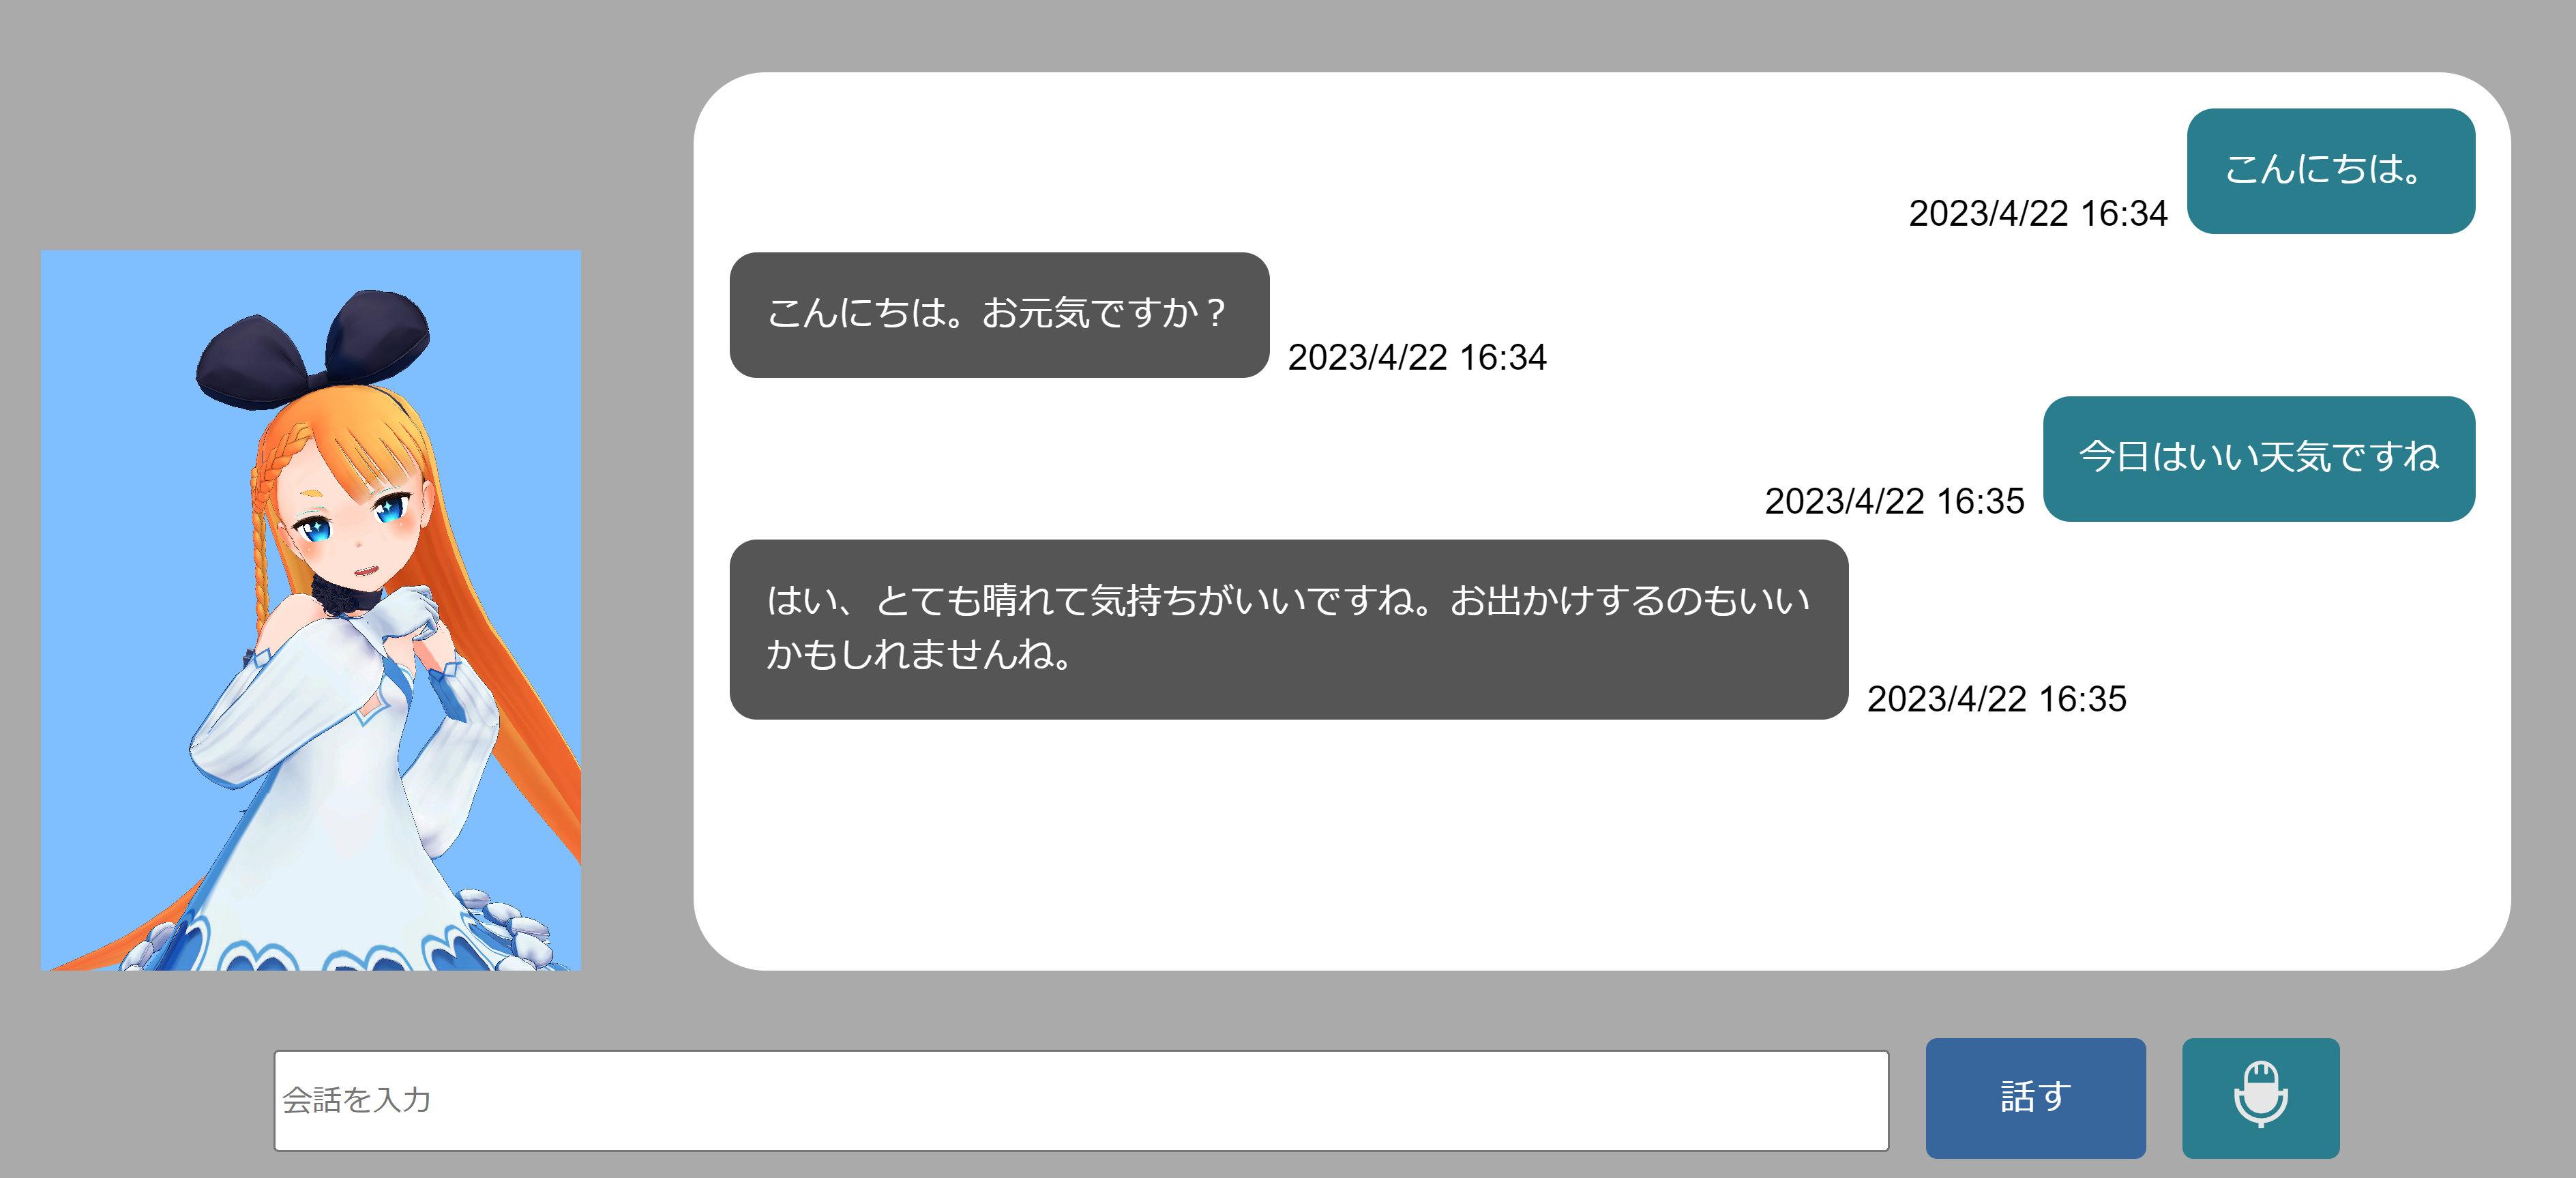 こんにちは。
2023/4/22 16:34
こんにちは。お元気ですか？
2023/4/22 16:34
今日はいい天気ですね
2023/4/22 16:35
はい、とても晴れて気持ちがいいですね。お出かけするのもいい
かもしれませんね。
2023/4/22 16:35
会話を入力
話す